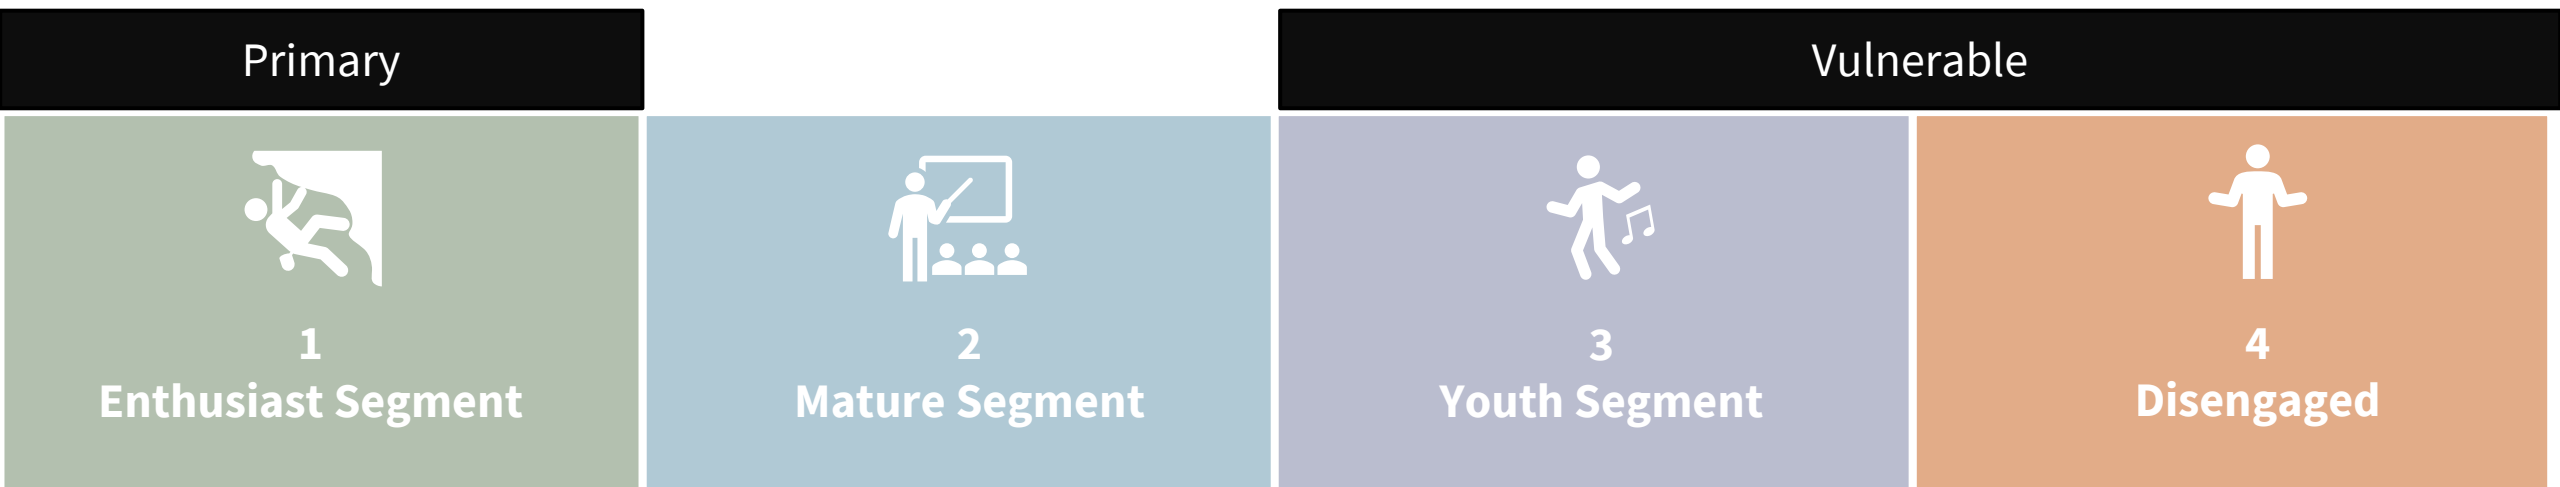 Primary
Vulnerable
1
Enthusiast Segment
2
Mature Segment
3
Youth Segment
4
Disengaged